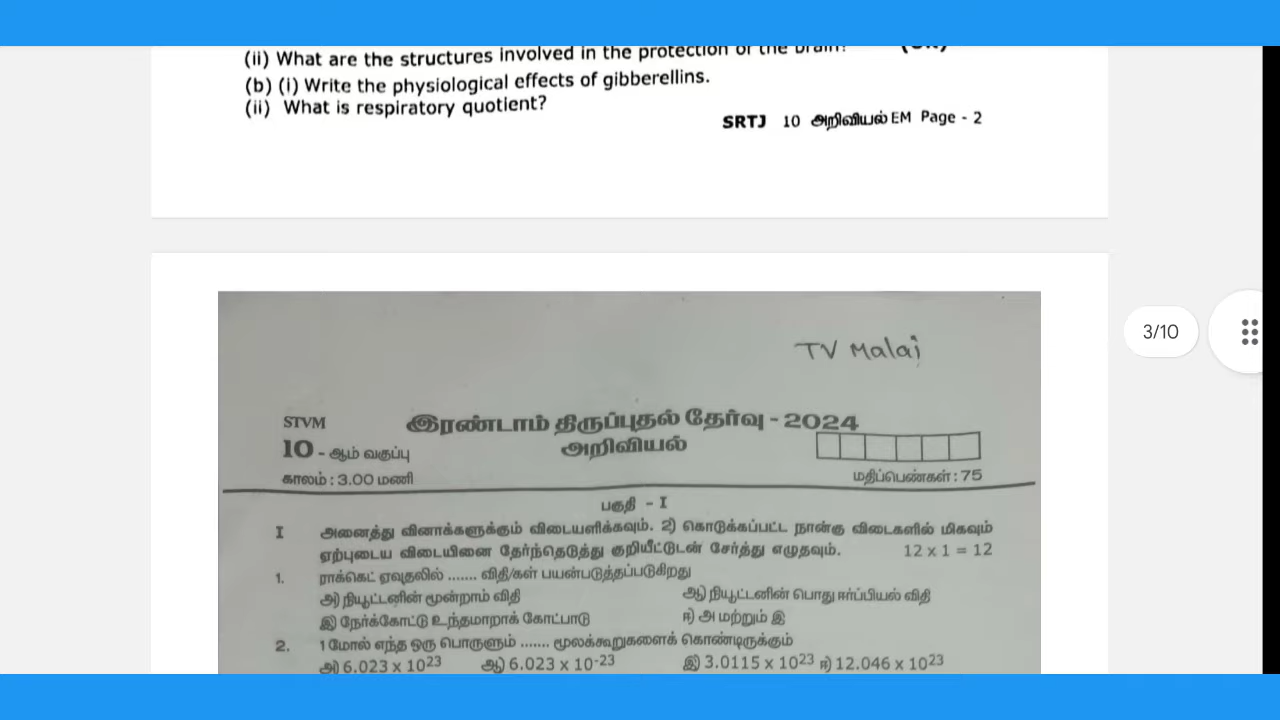 (ii) What are the structures involved in the protection of the brain?
(b) (i) Write the physiological effects of gibberellins.
(ii) What is respiratory quotient?
SRTJ 10 அறிவியல் EM Page - 2
3/10
TV Malai
STVM இரண்டாம் திருப்புதல் தேர்வு - 2024
10 - ஆம் வகுப்பு அறிவியல்
காலம் : 3.00 மணி மதிப்பெண்கள் : 75
பகுதி - I
I அனைத்து வினாக்களுக்கும் விடையளிக்கவும். 2) கொடுக்கப்பட்ட நான்கு விடைகளில் மிகவும்
ஏற்புடைய விடையினை தேர்ந்தெடுத்து குறியீட்டுடன் சேர்த்து எழுதவும். 12 x 1 = 12
1. ராக்கெட் ஏவுதலில் ....... விதி/கள் பயன்படுத்தப்படுகிறது
அ) நியூட்டனின் மூன்றாம் விதி ஆ) நியூட்டனின் பொது ஈர்ப்பியல் விதி
இ) நேர்க்கோட்டு உந்தமாறாக் கோட்பாடு ஈ) அ மற்றும் இ
2. 1 மோல் எந்த ஒரு பொருளும் ....... மூலக்கூறுகளைக் கொண்டிருக்கும்
அ) 6.023 x 10²³ ஆ) 6.023 x 10⁻²³ இ) 3.0115 x 10²³ ஈ) 12.046 x 10²³